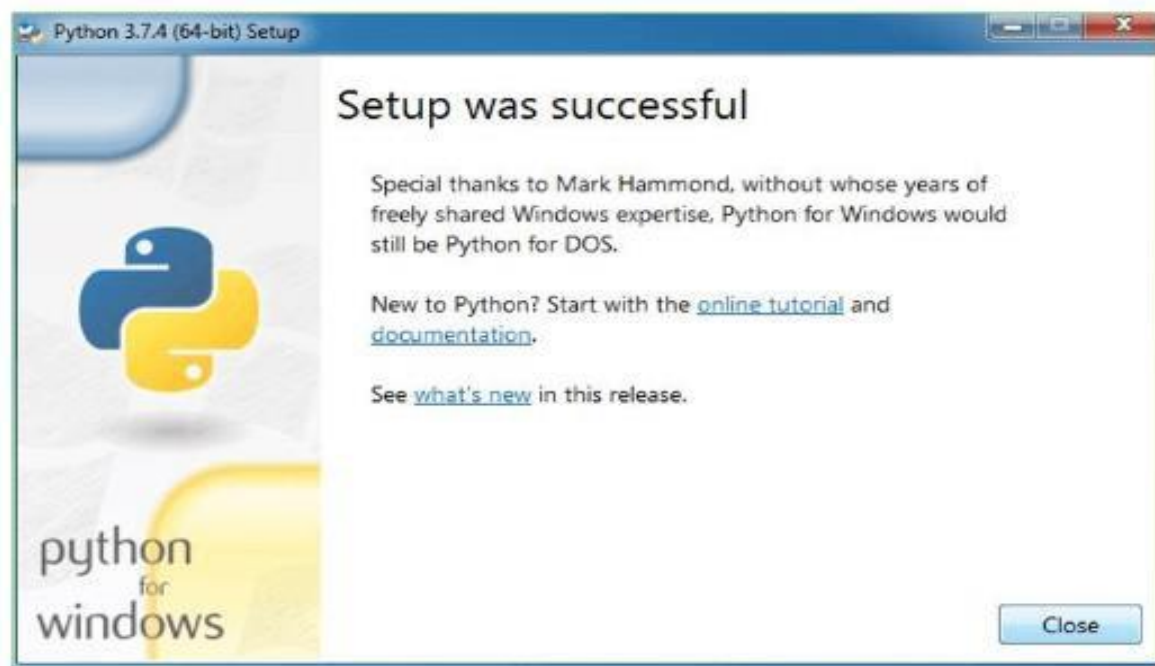 Python 3.7.4 (64-bit) Setup
Setup was successful
Special thanks to Mark Hammond, without whose years of
freely shared Windows expertise, Python for Windows would
still be Python for DOS.
New to Python? Start with the online tutorial and
documentation.
See what's new in this release.
python
for
windows
Close